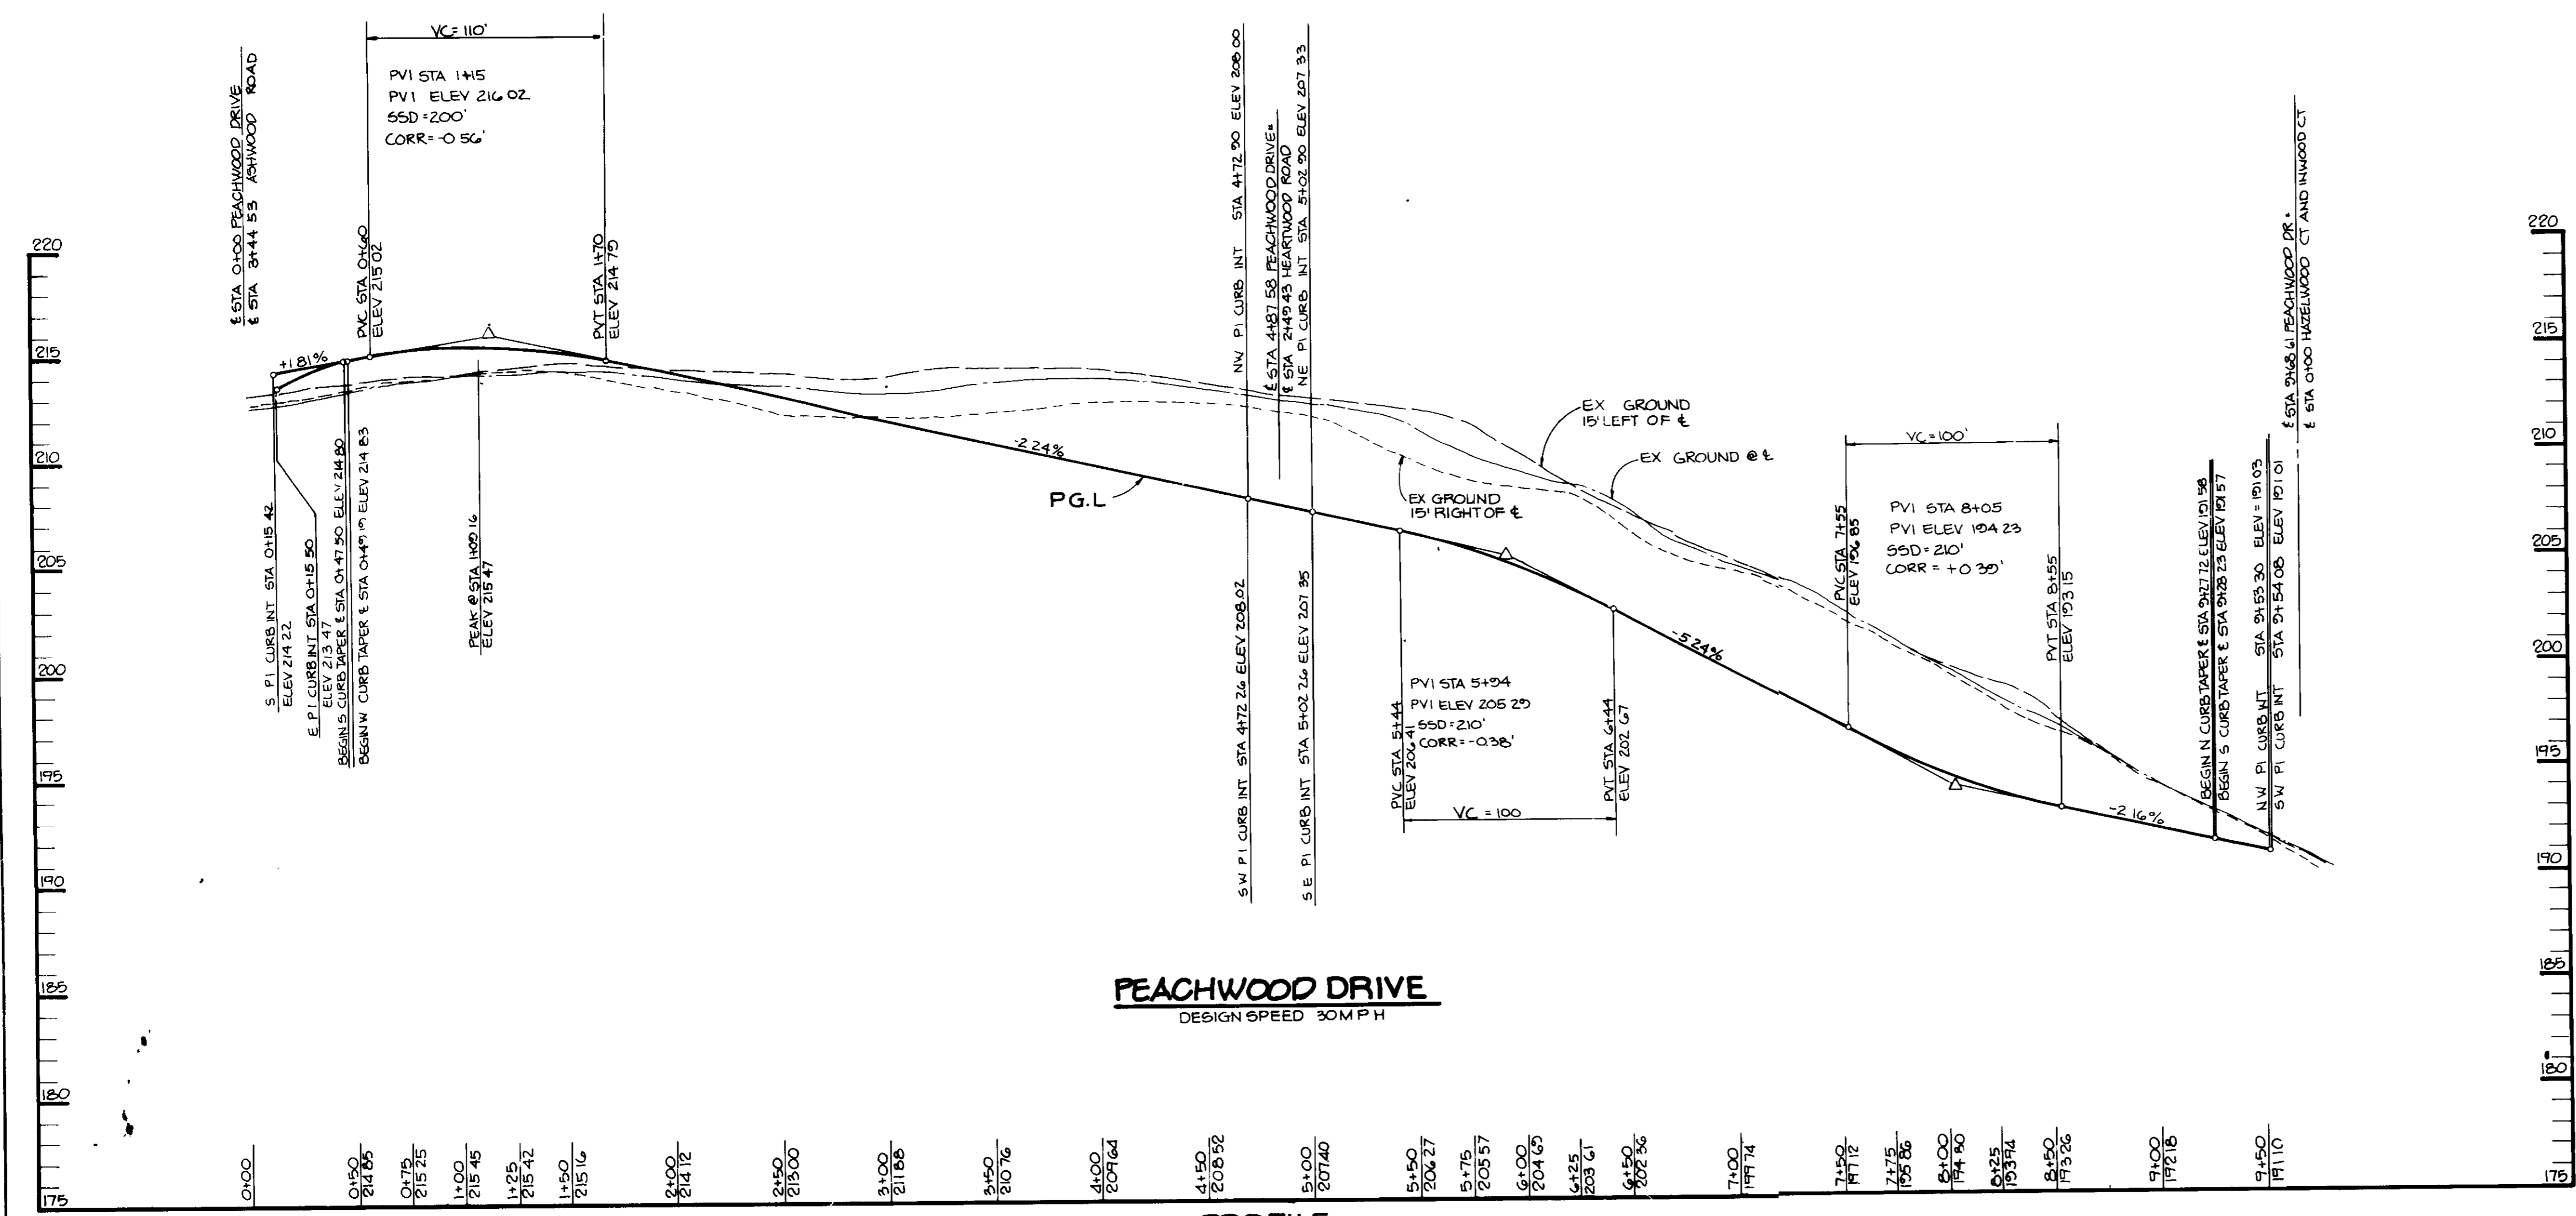 VC=110'
PVI STA 1+15
PVI ELEV 216 02
SSD=200'
CORR=-0 56'
℄ STA 0+00 PEACHWOOD DRIVE
℄ STA 3+44 53 ASHWOOD ROAD
PVC STA 0+60
ELEV 215 02
PVT STA 1+70
ELEV 214 79
NW PI CURB INT STA 4+72 90 ELEV 208 00
℄ STA 4+87 58 PEACHWOOD DRIVE=
℄ STA 2+49 43 HEARTWOOD ROAD
NE PI CURB INT STA 5+02 90 ELEV 207 33
℄ STA 9+68 61 PEACHWOOD DR=
℄ STA 0+00 HAZELWOOD CT AND INWOOD CT
220
215
210
205
200
195
190
185
180
175
220
215
210
205
200
195
190
185
180
175
+1 81%
-2 24%
P.G.L
EX GROUND
15' LEFT OF ℄
EX GROUND @ ℄
EX GROUND
15' RIGHT OF ℄
VC=100'
PVI STA 8+05
PVI ELEV 194 23
SSD=210'
CORR = +0 39'
PVC STA 7+55
ELEV 196 85
PVT STA 8+55
ELEV 193 15
BEGIN N CURB TAPER ℄ STA 9+27 72 ELEV 191 58
BEGIN S CURB TAPER ℄ STA 9+28 23 ELEV 191 57
NW PI CURB INT STA 9+53 30 ELEV=191 03
SW PI CURB INT STA 9+54 08 ELEV 191 01
S PI CURB INT STA 0+15 42
ELEV 214 22
E PI CURB INT STA 0+15 50
ELEV 213 47
BEGIN S CURB TAPER ℄ STA 0+47 50 ELEV 214 80
BEGIN W CURB TAPER ℄ STA 0+49 19 ELEV 214 83
PEAK @ STA 1+09 16
ELEV 215 47
SW PI CURB INT STA 4+72 26 ELEV 208.02
SE PI CURB INT STA 5+02 26 ELEV 207 35
PVI STA 5+94
PVI ELEV 205 29
SSD=210'
CORR=-0.38'
PVC STA 5+44
ELEV 206 41
PVT STA 6+44
ELEV 202 67
VC = 100
-5 24%
-2 16%
PEACHWOOD DRIVE
DESIGN SPEED 30 M P H
0+00
0+50
214 85
0+75
215 25
1+00
215 45
1+25
215 42
1+50
215 16
2+00
214 12
2+50
213 00
3+00
211 88
3+50
210 76
4+00
209 64
4+50
208 52
5+00
207 40
5+50
206 27
5+75
205 57
6+00
204 69
6+25
203 61
6+50
202 36
7+00
199 74
7+50
197 12
7+75
195 86
8+00
194 80
8+25
193 94
8+50
193 26
9+00
192 18
9+50
191 10